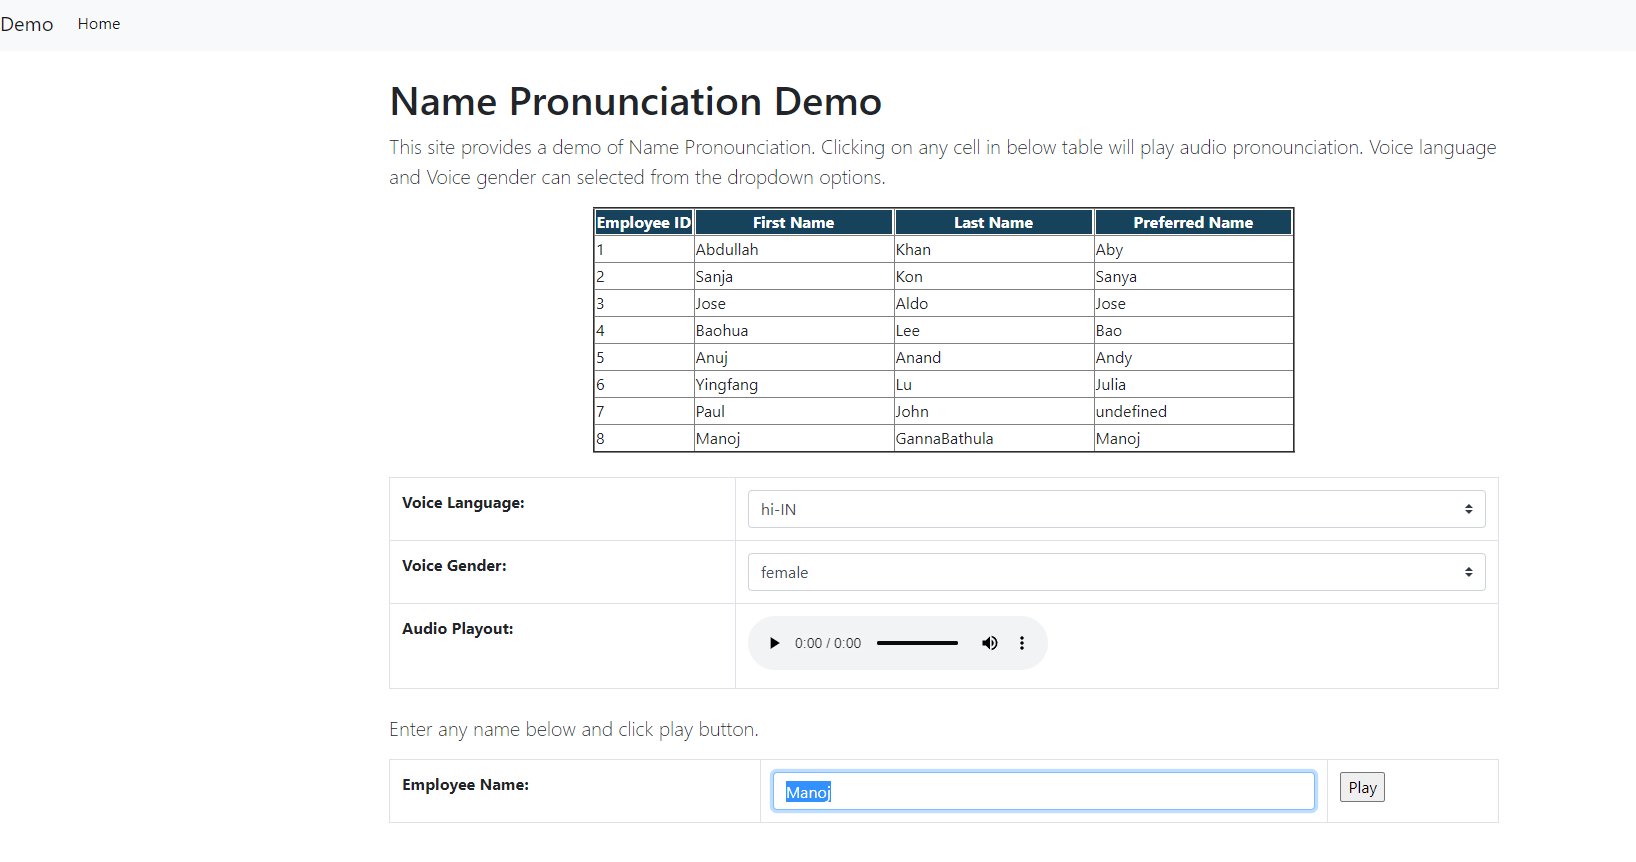 Demo Home
Name Pronunciation Demo
This site provides a demo of Name Pronounciation. Clicking on any cell in below table will play audio pronounciation. Voice language
and Voice gender can selected from the dropdown options.
Employee ID First Name Last Name Preferred Name
1 Abdullah Khan Aby
2 Sanja Kon Sanya
3 Jose Aldo Jose
4 Baohua Lee Bao
5 Anuj Anand Andy
6 Yingfang Lu Julia
7 Paul John undefined
8 Manoj GannaBathula Manoj
Voice Language: hi-IN
Voice Gender: female
Audio Playout: 0:00 / 0:00
Enter any name below and click play button.
Employee Name: Manoj Play